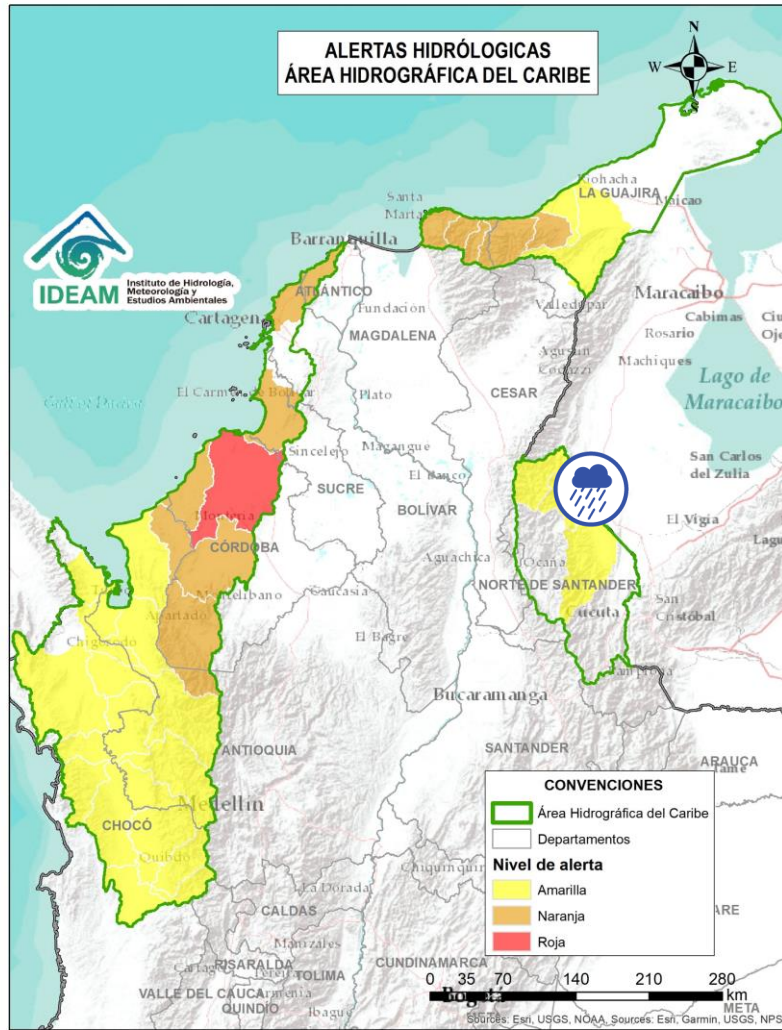 ALERTAS HIDRÓLOGICAS
ÁREA HIDROGRÁFICA DEL CARIBE
N
W
E
S
Riohacha
LA GUAJIRA
Maicao
Santa
Marta
Barranquilla
IDEAM
Instituto de Hidrología,
Meteorología y
Estudios Ambientales
ATLÁNTICO
Cartagen
Fundación
Valledupar
Maracaibo
Cabimas
Rosario
MAGDALENA
Agustín
Codazzi
Machiques
CESAR
Lago de
Maracaibo
El Carmen de Bolívar
Plato
Sincelejo
Magangue
San Carlos
del Zulia
SUCRE
El Banco
BOLÍVAR
Montería
El Vigía
CÓRDOBA
Aguachica
Ocaña
NORTE DE SANTANDER
Caucasia
San
Cristóbal
Apartadó
Chigorodó
El Bagre
Bucaramanga
ANTIOQUIA
SANTANDER
ARAUCA
Tame
CHOCÓ
Medellín
Quibdó
CONVENCIONES
Área Hidrográfica del Caribe
Departamentos
Nivel de alerta
Amarilla
Naranja
Roja
La Dorada
CALDAS
Manizales
RISARALDA
TOLIMA
CUNDINAMARCA
VALLE DEL CAUCA
Armenia
QUINDÍO
Ibague
Bogotá
META
0 35 70 140 210 280
km
Sources: Esri, USGS, NOAA, Sources: Esri, Garmin, USGS, NPS